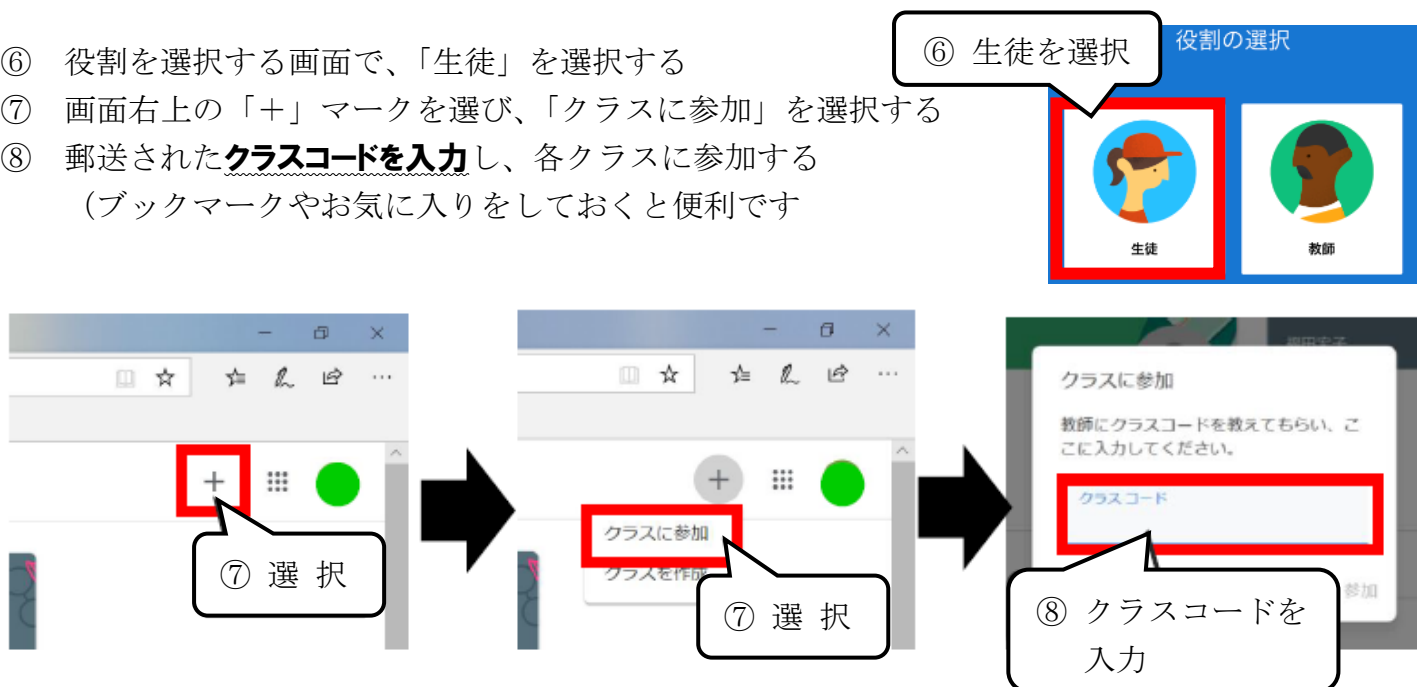 ⑥ 役割を選択する画面で、「生徒」を選択する
⑦ 画面右上の「＋」マークを選び、「クラスに参加」を選択する
⑧ 郵送されたクラスコードを入力し、各クラスに参加する
（ブックマークやお気に入りをしておくと便利です
⑥ 生徒を選択
役割の選択
生徒
教師
⑦ 選 択
クラスに参加
クラスを作成
⑦ 選 択
クラスに参加
教師にクラスコードを教えてもらい、こ
こに入力してください。
クラス コード
参加
⑧ クラスコードを
入力